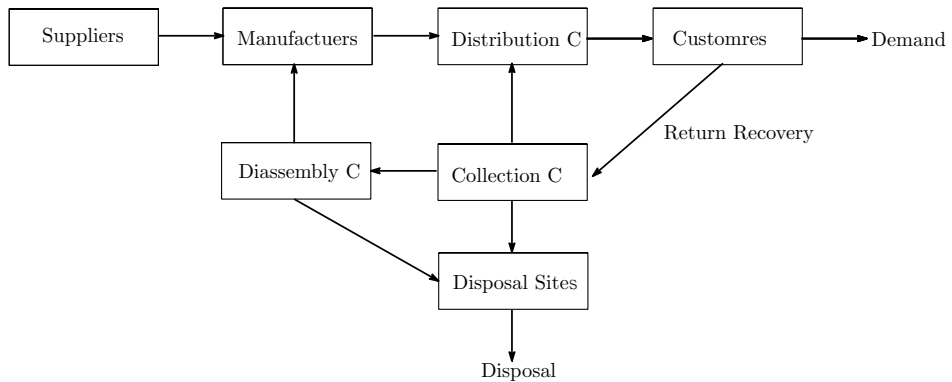 Suppliers
Manufactuers
Distribution C
Customres
Demand
Return Recovery
Diassembly C
Collection C
Disposal Sites
Disposal